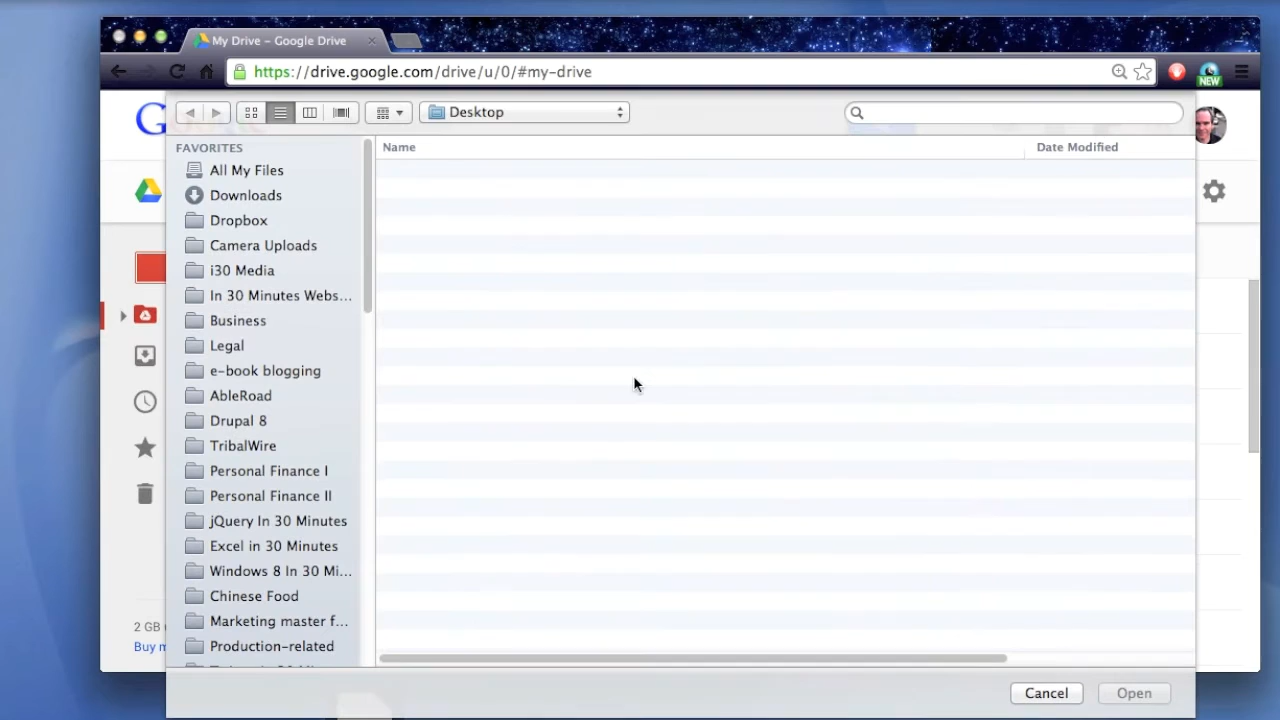 My Drive – Google Drive
https://drive.google.com/drive/u/0/#my-drive
NEW
G
Desktop
FAVORITES
Name
Date Modified
All My Files
Downloads
Dropbox
Camera Uploads
i30 Media
In 30 Minutes Webs...
Business
Legal
e-book blogging
AbleRoad
Drupal 8
TribalWire
Personal Finance I
Personal Finance II
jQuery In 30 Minutes
Excel in 30 Minutes
Windows 8 In 30 Mi...
Chinese Food
Marketing master f...
Production-related
2 GB
Buy m
Cancel
Open